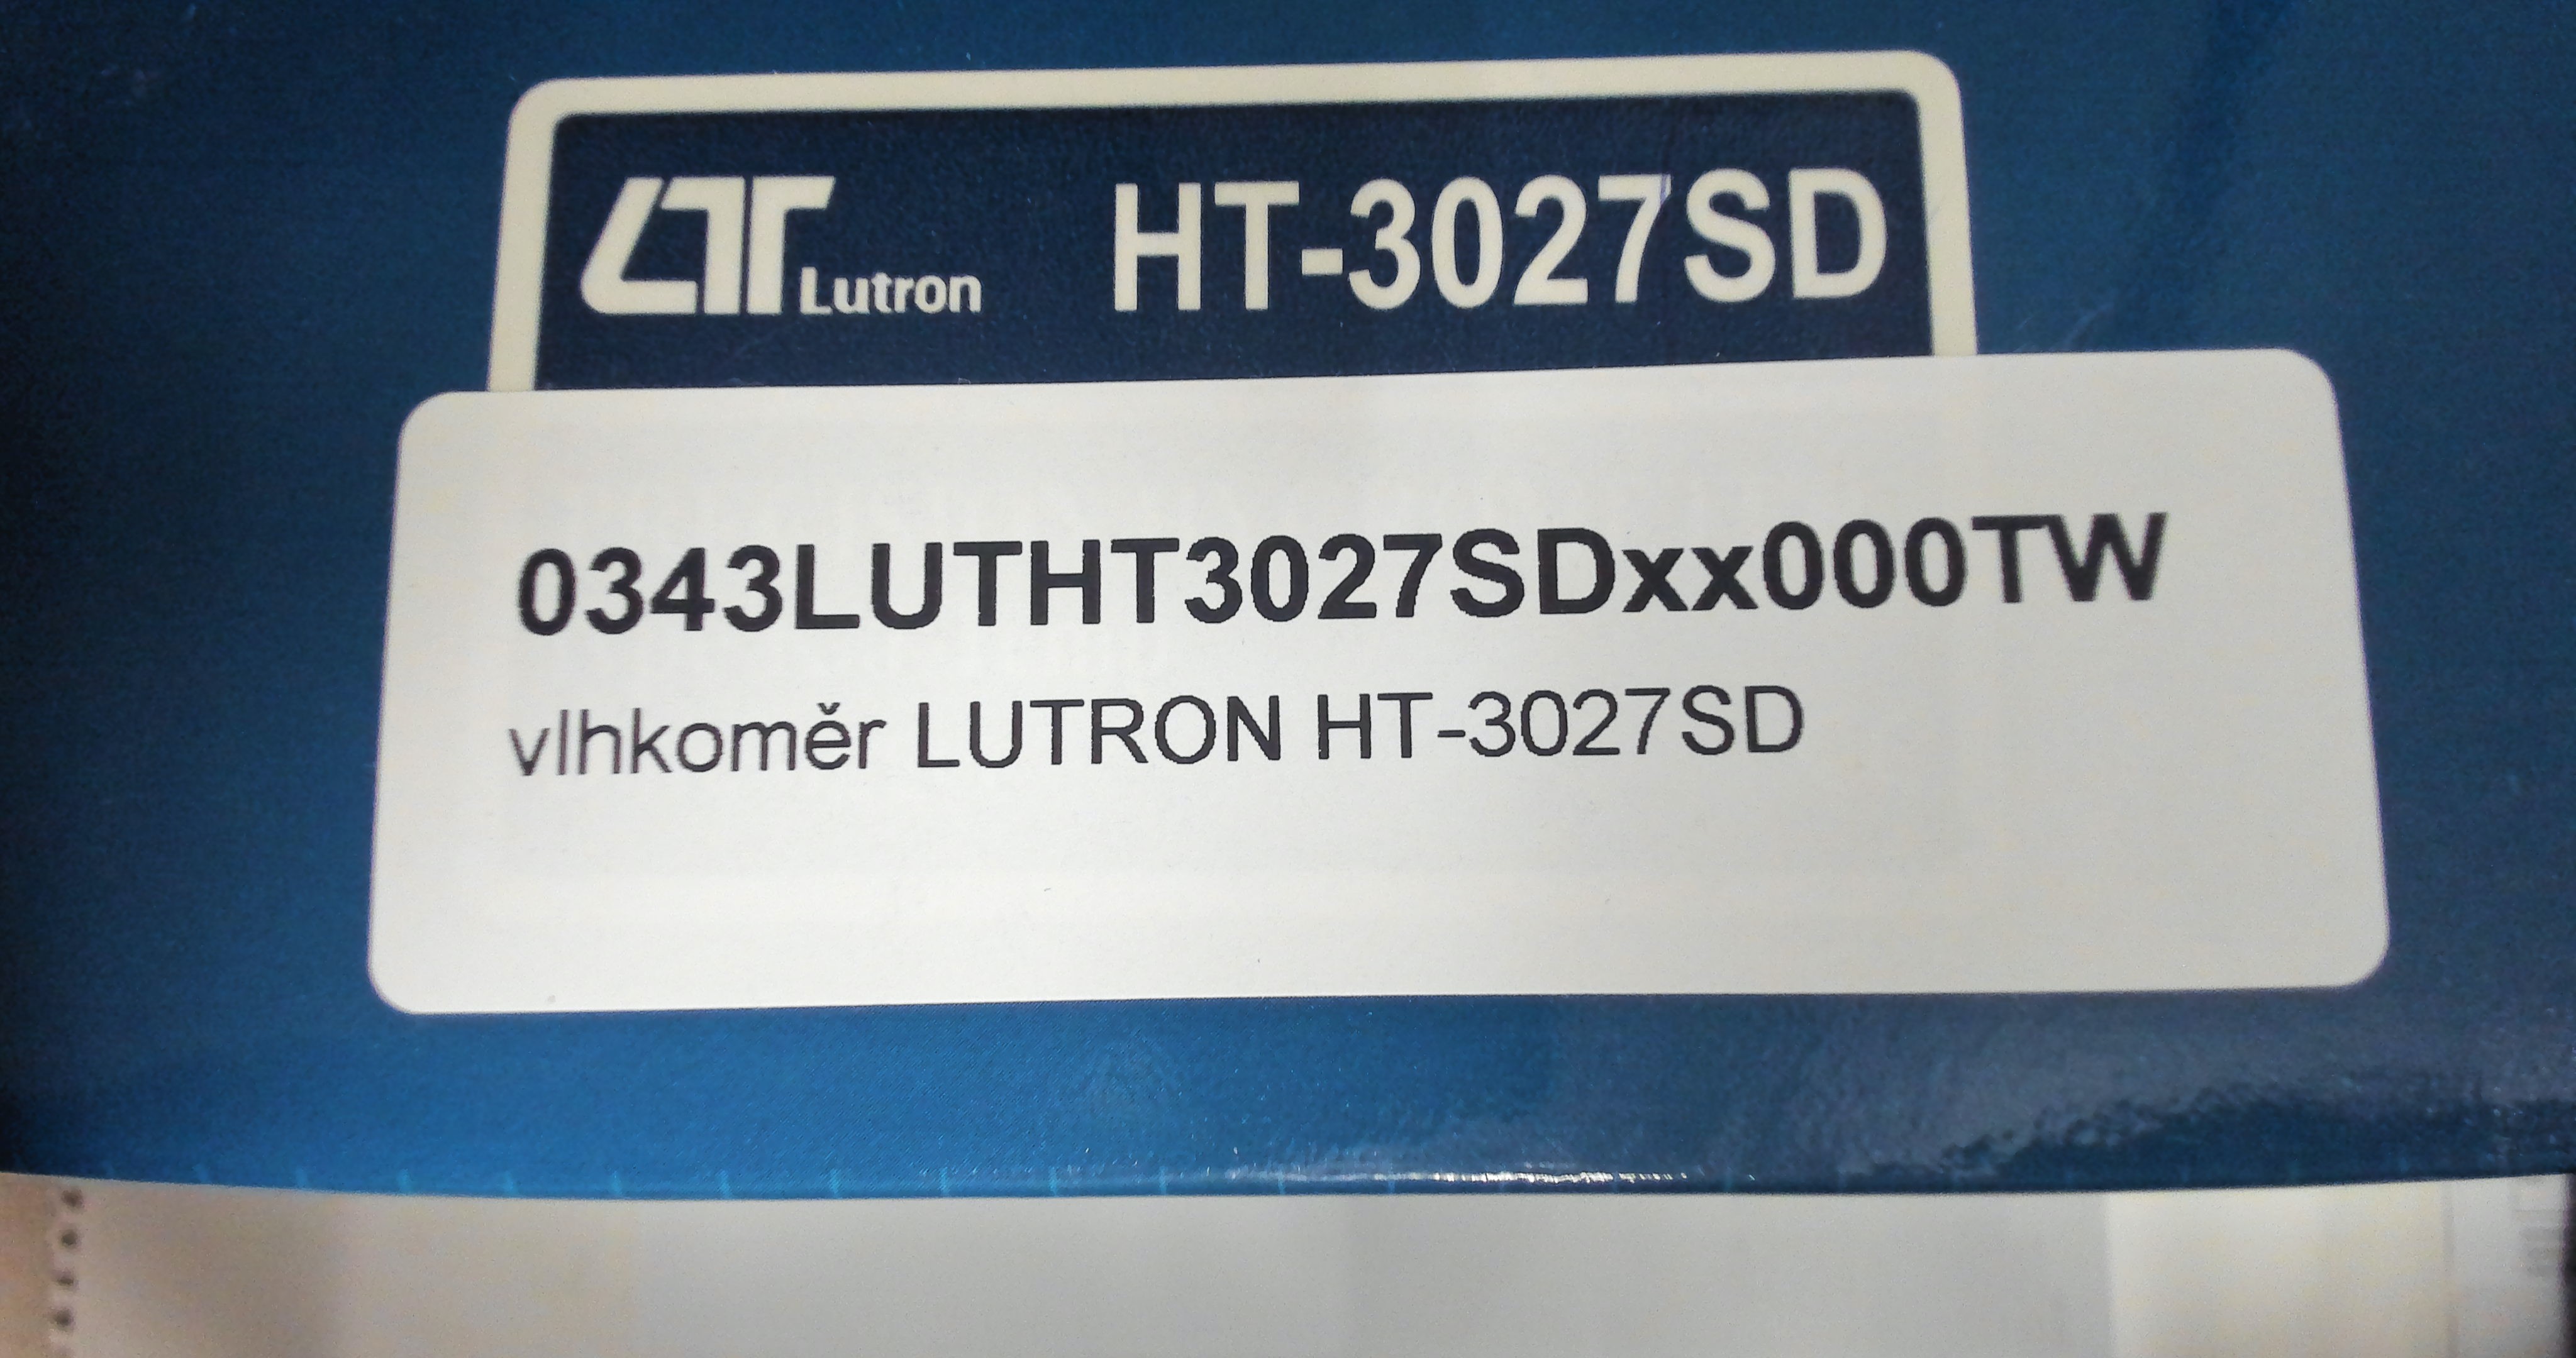 LT Lutron HT-3027SD
0343LUTHT3027SDxx000TW
vlhkoměr LUTRON HT-3027SD